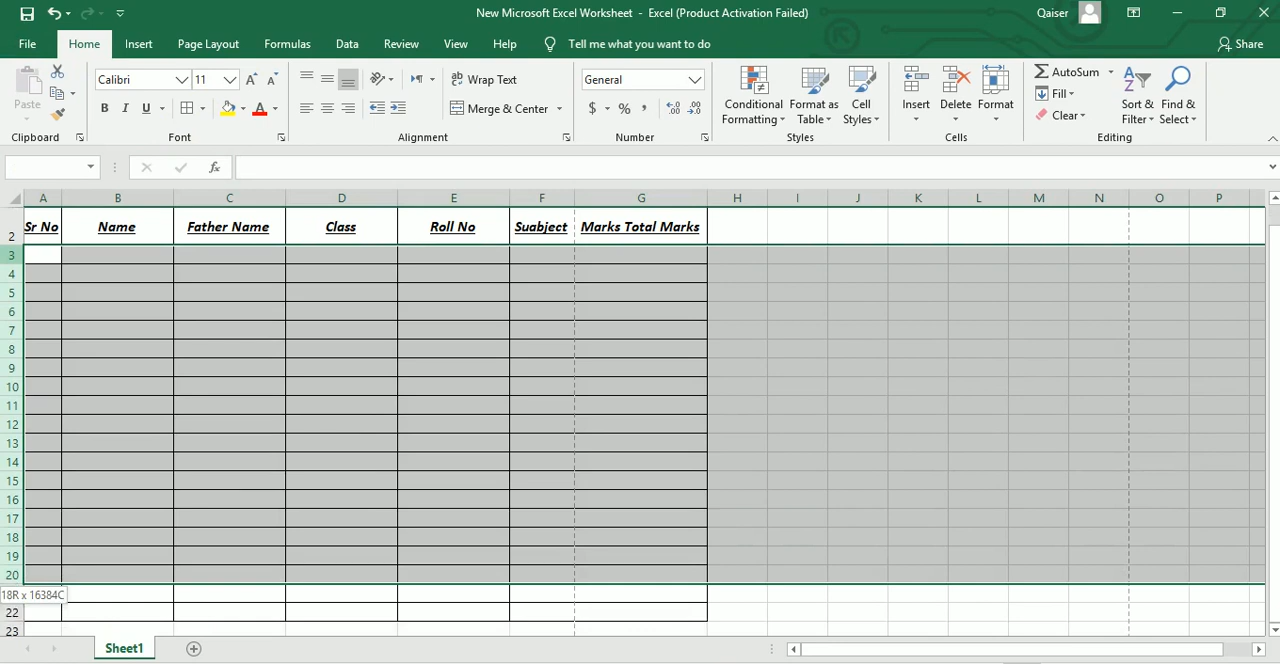 New Microsoft Excel Worksheet - Excel (Product Activation Failed)
Qaiser
File Home Insert Page Layout Formulas Data Review View Help Tell me what you want to do Share
Calibri 11 Wrap Text General AutoSum
Paste Conditional Formatting Format as Table Cell Styles Insert Delete Format Fill Sort & Filter Find & Select
B I U Merge & Center $ % , Clear
Clipboard Font Alignment Number Styles Cells Editing
fx
A B C D E F G H I J K L M N O P
2 Sr No Name Father Name Class Roll No Suabject Marks Total Marks
3
4
5
6
7
8
9
10
11
12
13
14
15
16
17
18
19
20
18R x 16384C
22
23
Sheet1